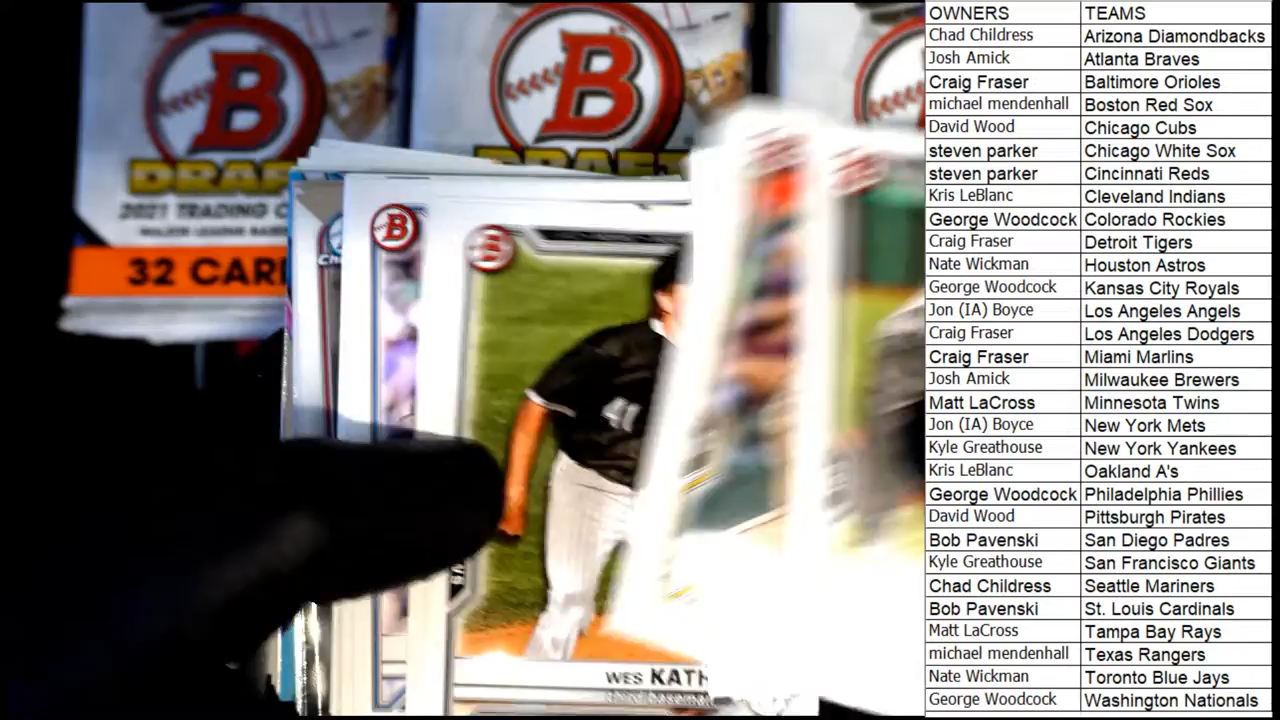 B
DRAFT
2021 TRADING C
MAJOR LEAGUE BASE
32 CAR
B
DRAFT
B
B
41
WES KATH
third baseman
OWNERS TEAMS
Chad Childress Arizona Diamondbacks
Josh Amick Atlanta Braves
Craig Fraser Baltimore Orioles
michael mendenhall Boston Red Sox
David Wood Chicago Cubs
steven parker Chicago White Sox
steven parker Cincinnati Reds
Kris LeBlanc Cleveland Indians
George Woodcock Colorado Rockies
Craig Fraser Detroit Tigers
Nate Wickman Houston Astros
George Woodcock Kansas City Royals
Jon (IA) Boyce Los Angeles Angels
Craig Fraser Los Angeles Dodgers
Craig Fraser Miami Marlins
Josh Amick Milwaukee Brewers
Matt LaCross Minnesota Twins
Jon (IA) Boyce New York Mets
Kyle Greathouse New York Yankees
Kris LeBlanc Oakland A's
George Woodcock Philadelphia Phillies
David Wood Pittsburgh Pirates
Bob Pavenski San Diego Padres
Kyle Greathouse San Francisco Giants
Chad Childress Seattle Mariners
Bob Pavenski St. Louis Cardinals
Matt LaCross Tampa Bay Rays
michael mendenhall Texas Rangers
Nate Wickman Toronto Blue Jays
George Woodcock Washington Nationals